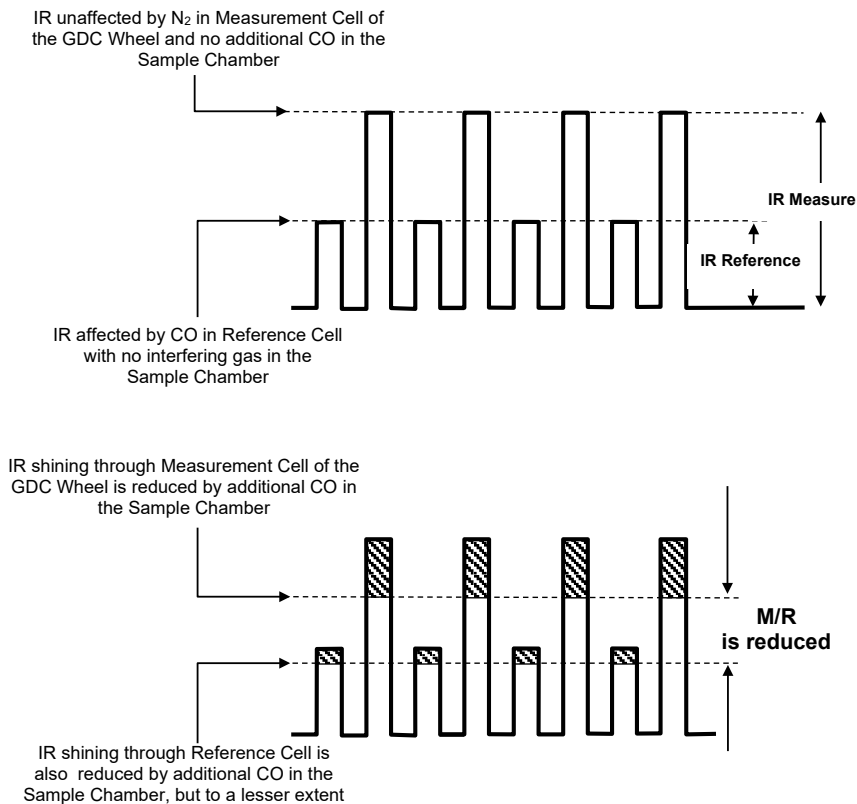 IR unaffected by N₂ in Measurement Cell of
the GDC Wheel and no additional CO in the
Sample Chamber
IR Measure
IR Reference
IR affected by CO in Reference Cell
with no interfering gas in the
Sample Chamber
IR shining through Measurement Cell of the
GDC Wheel is reduced by additional CO in
the Sample Chamber
M/R
is reduced
IR shining through Reference Cell is
also reduced by additional CO in the
Sample Chamber, but to a lesser extent